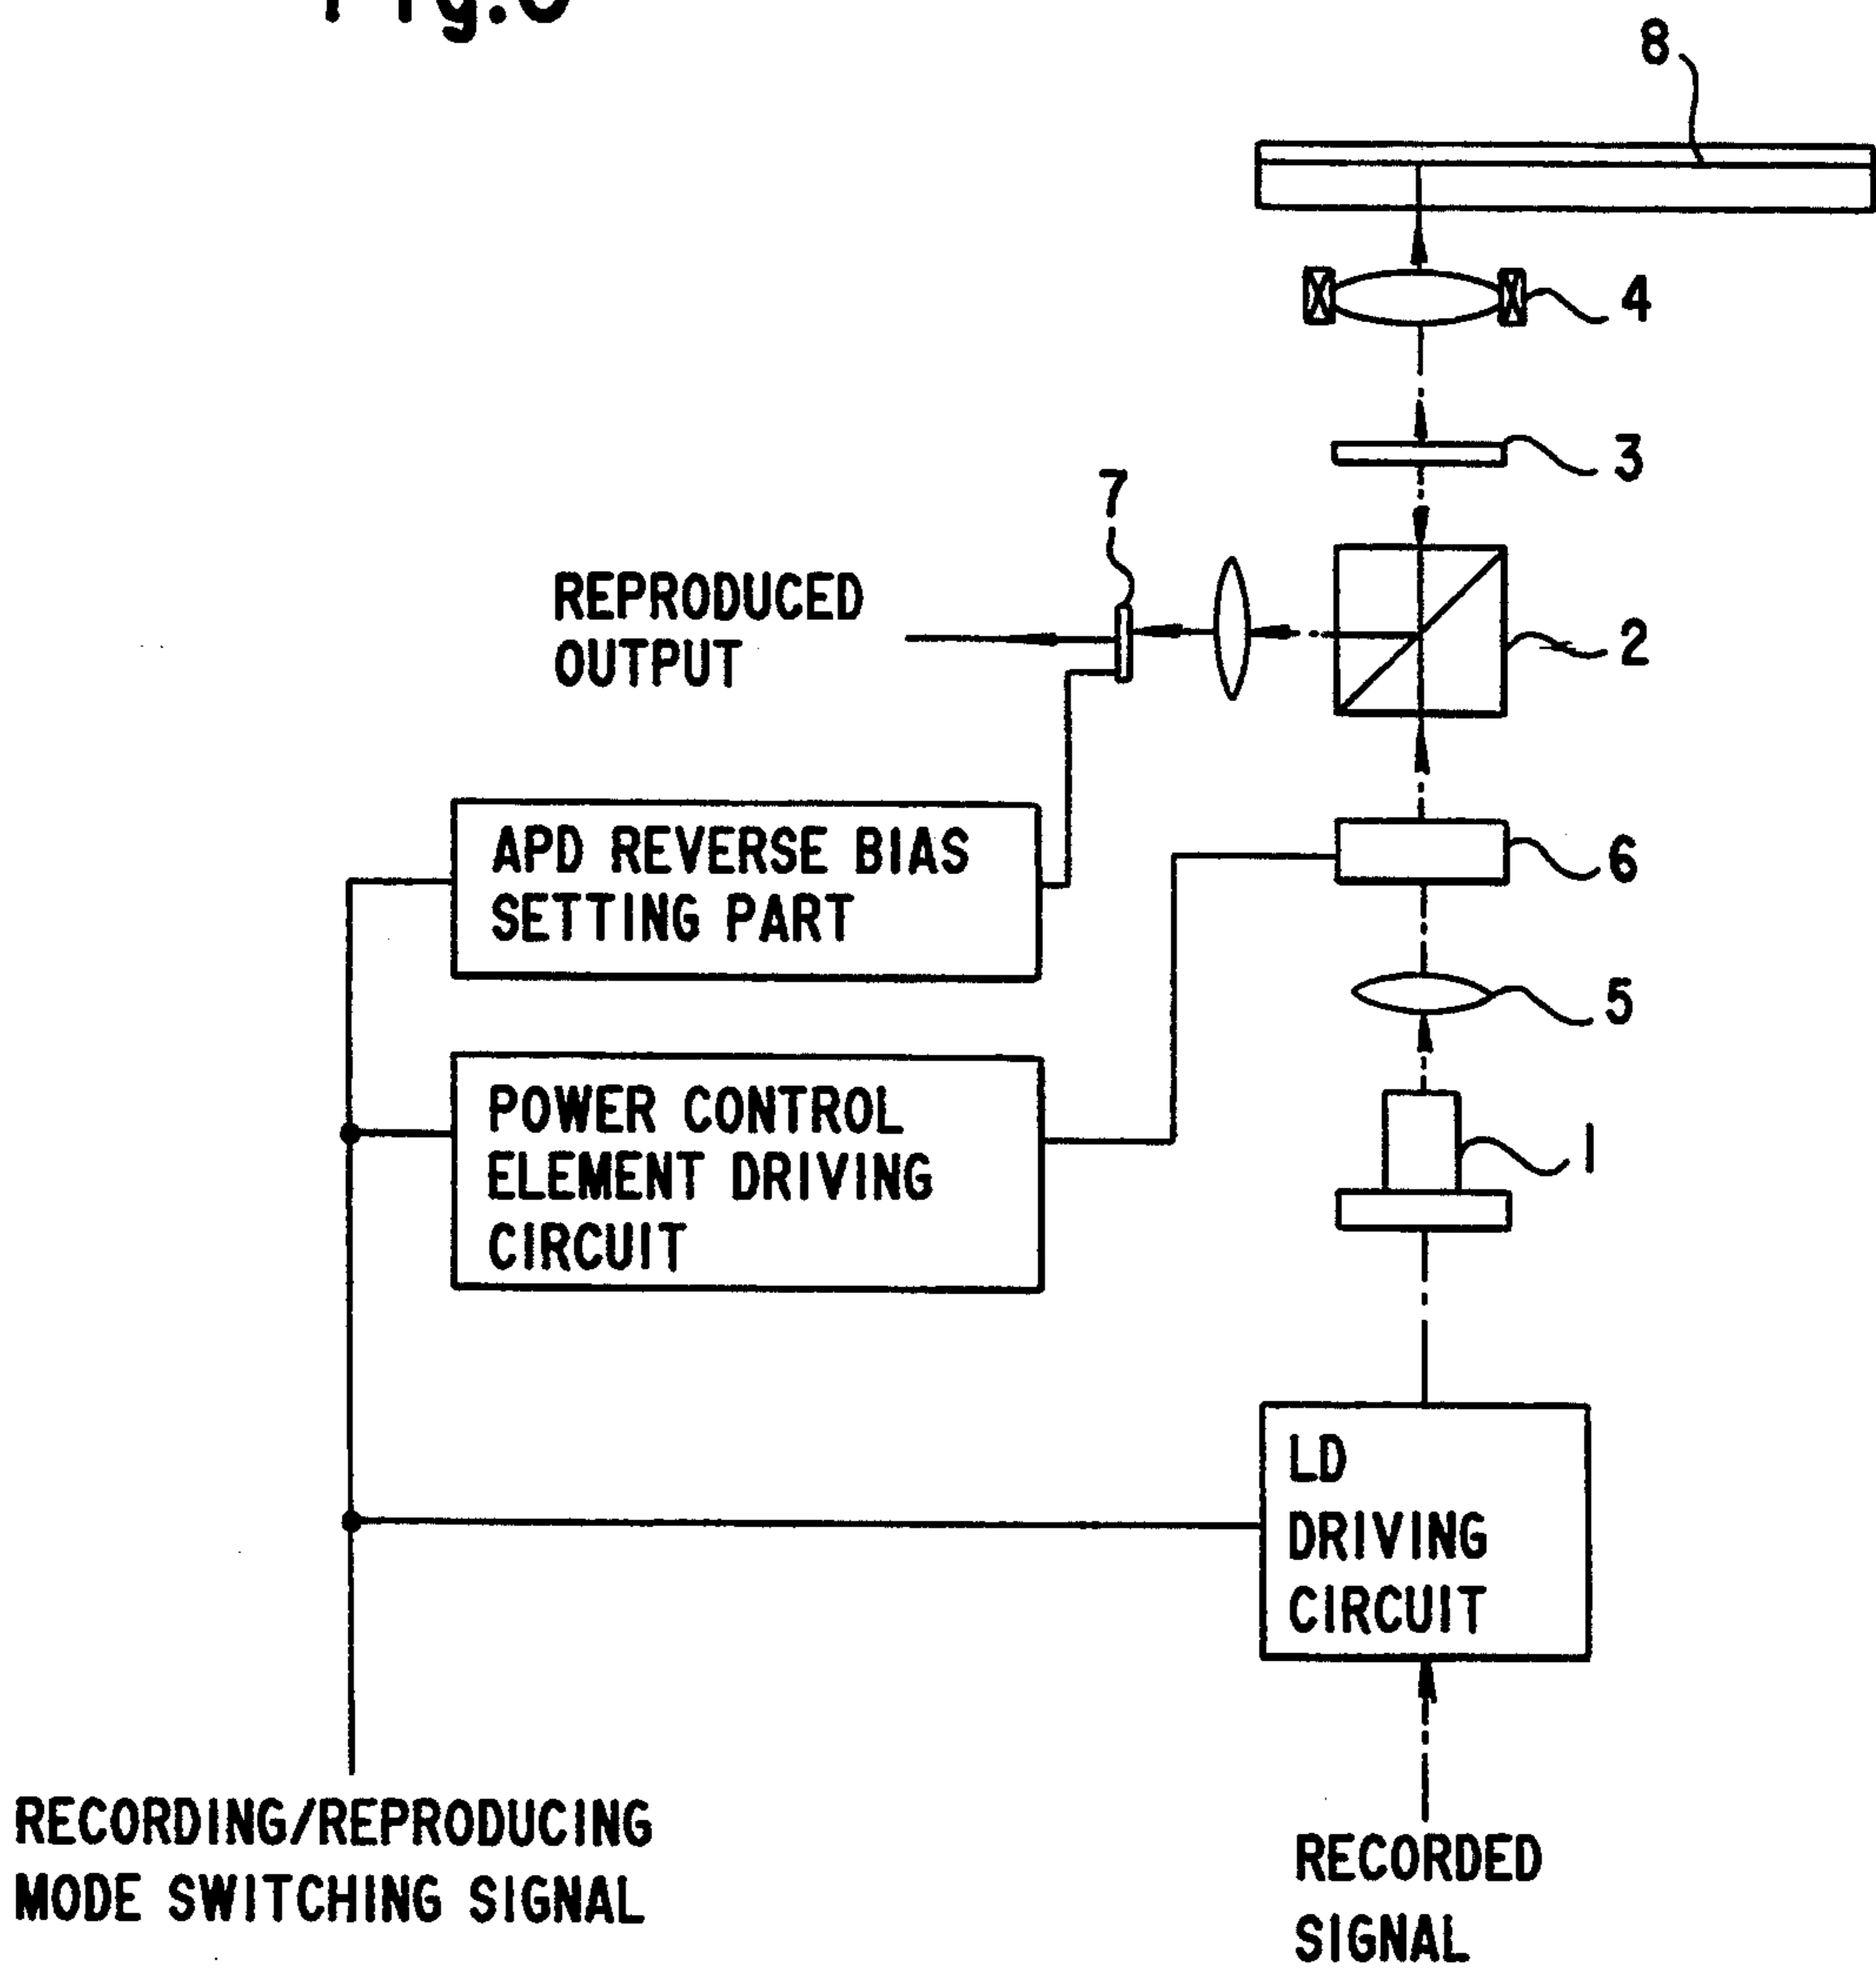 8
4
3
7
REPRODUCED
OUTPUT
2
APD REVERSE BIAS
SETTING PART
6
5
POWER CONTROL
ELEMENT DRIVING
CIRCUIT
1
LD
DRIVING
CIRCUIT
RECORDING/REPRODUCING
MODE SWITCHING SIGNAL
RECORDED
SIGNAL